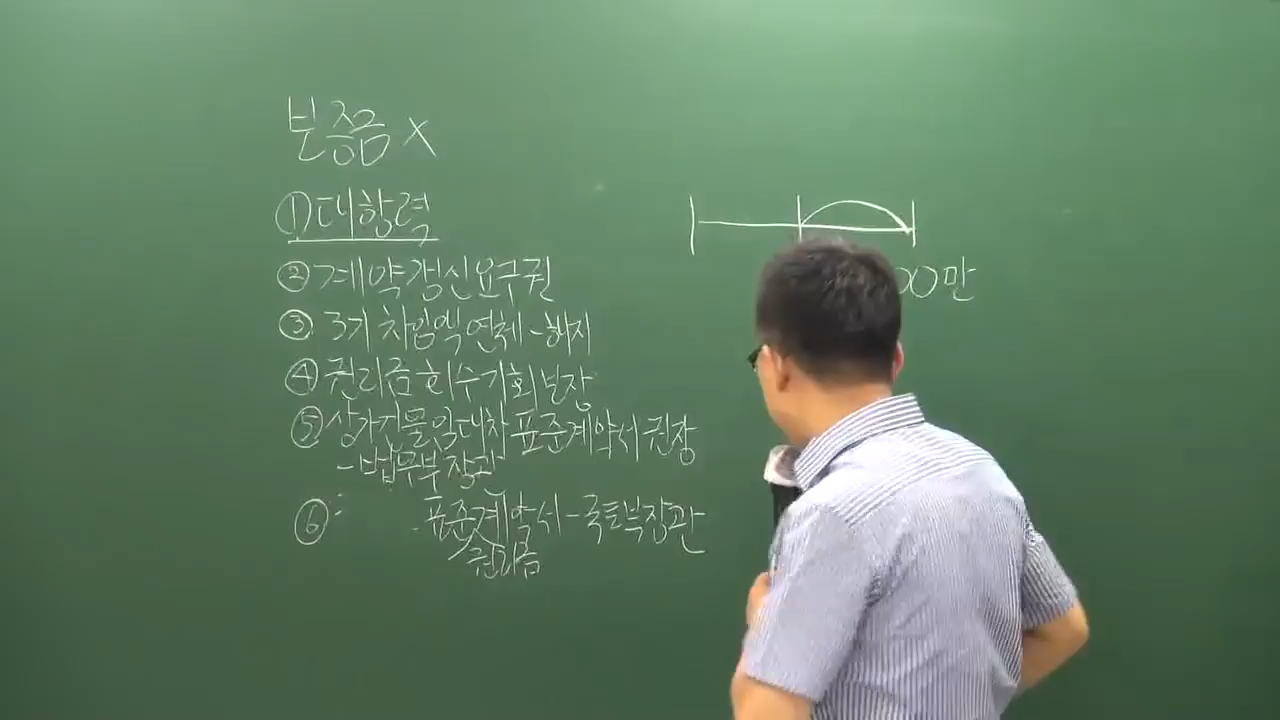 보증금 X
① 대항력
② 계약갱신요구권
③ 3기 차임액 연체 - 해지
④ 권리금 회수기회 보장
⑤ 상가건물임대차 표준계약서 권장
- 법무부장관
⑥ 〃 표준계약서 - 국토부장관
권리금
00만